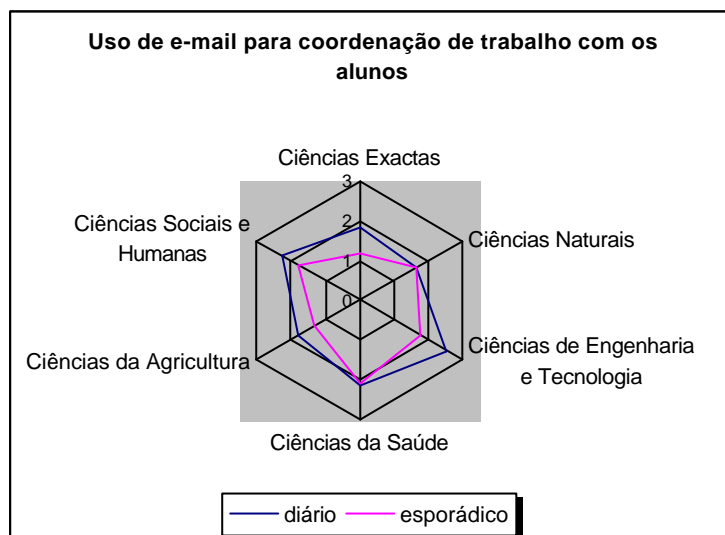 Uso de e-mail para coordenação de trabalho com os
alunos
Ciências Exactas
3
2
1
0
Ciências Sociais e
Humanas
Ciências Naturais
Ciências da Agricultura
Ciências de Engenharia
e Tecnologia
Ciências da Saúde
diário esporádico